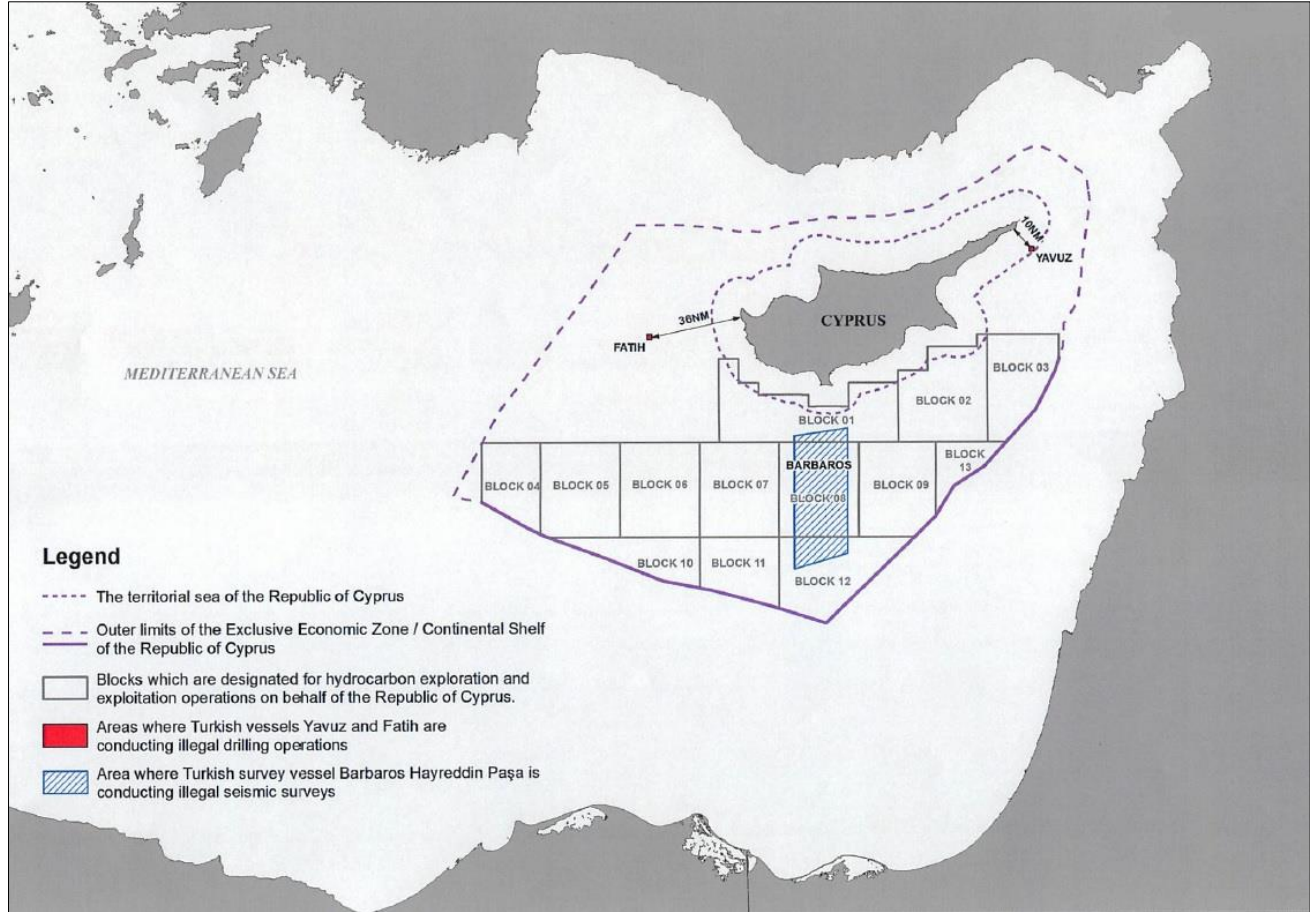 10NM
YAVUZ
36NM
CYPRUS
FATIH
MEDITERRANEAN SEA
BLOCK 03
BLOCK 02
BLOCK 01
BLOCK 13
BARBAROS
BLOCK 04
BLOCK 05
BLOCK 06
BLOCK 07
BLOCK 08
BLOCK 09
BLOCK 10
BLOCK 11
BLOCK 12
Legend
The territorial sea of the Republic of Cyprus
Outer limits of the Exclusive Economic Zone / Continental Shelf
of the Republic of Cyprus
Blocks which are designated for hydrocarbon exploration and
exploitation operations on behalf of the Republic of Cyprus.
Areas where Turkish vessels Yavuz and Fatih are
conducting illegal drilling operations
Area where Turkish survey vessel Barbaros Hayreddin Paşa is
conducting illegal seismic surveys